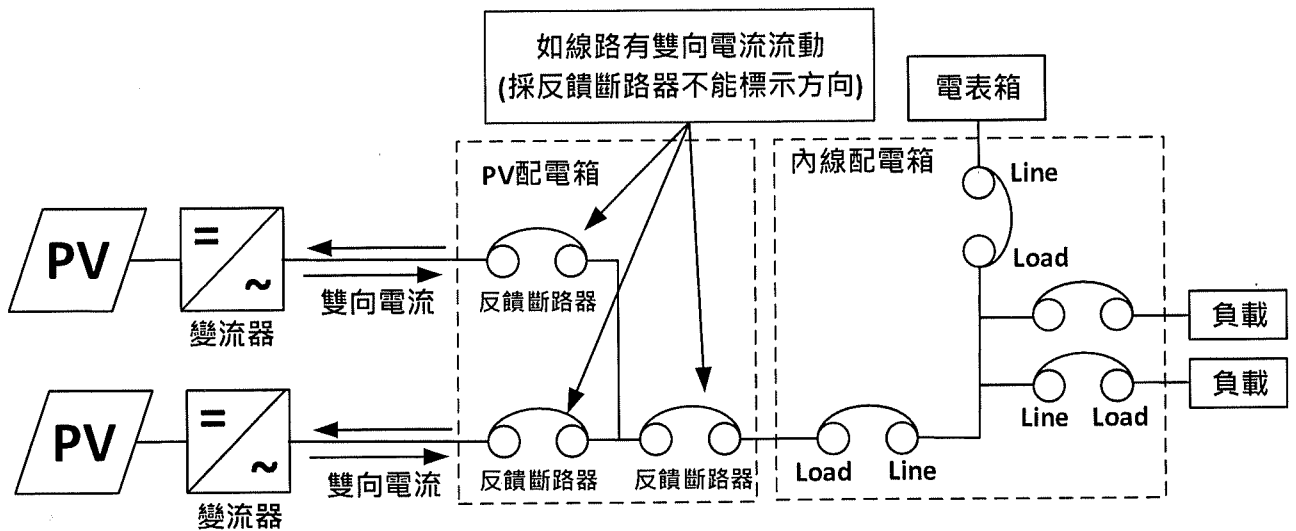 如線路有雙向電流流動
(採反饋斷路器不能標示方向)
電表箱
PV配電箱
內線配電箱
Line
Load
PV
=
~
變流器
雙向電流
反饋斷路器
負載
負載
Line Load
PV
=
~
變流器
雙向電流
反饋斷路器
反饋斷路器
Load Line